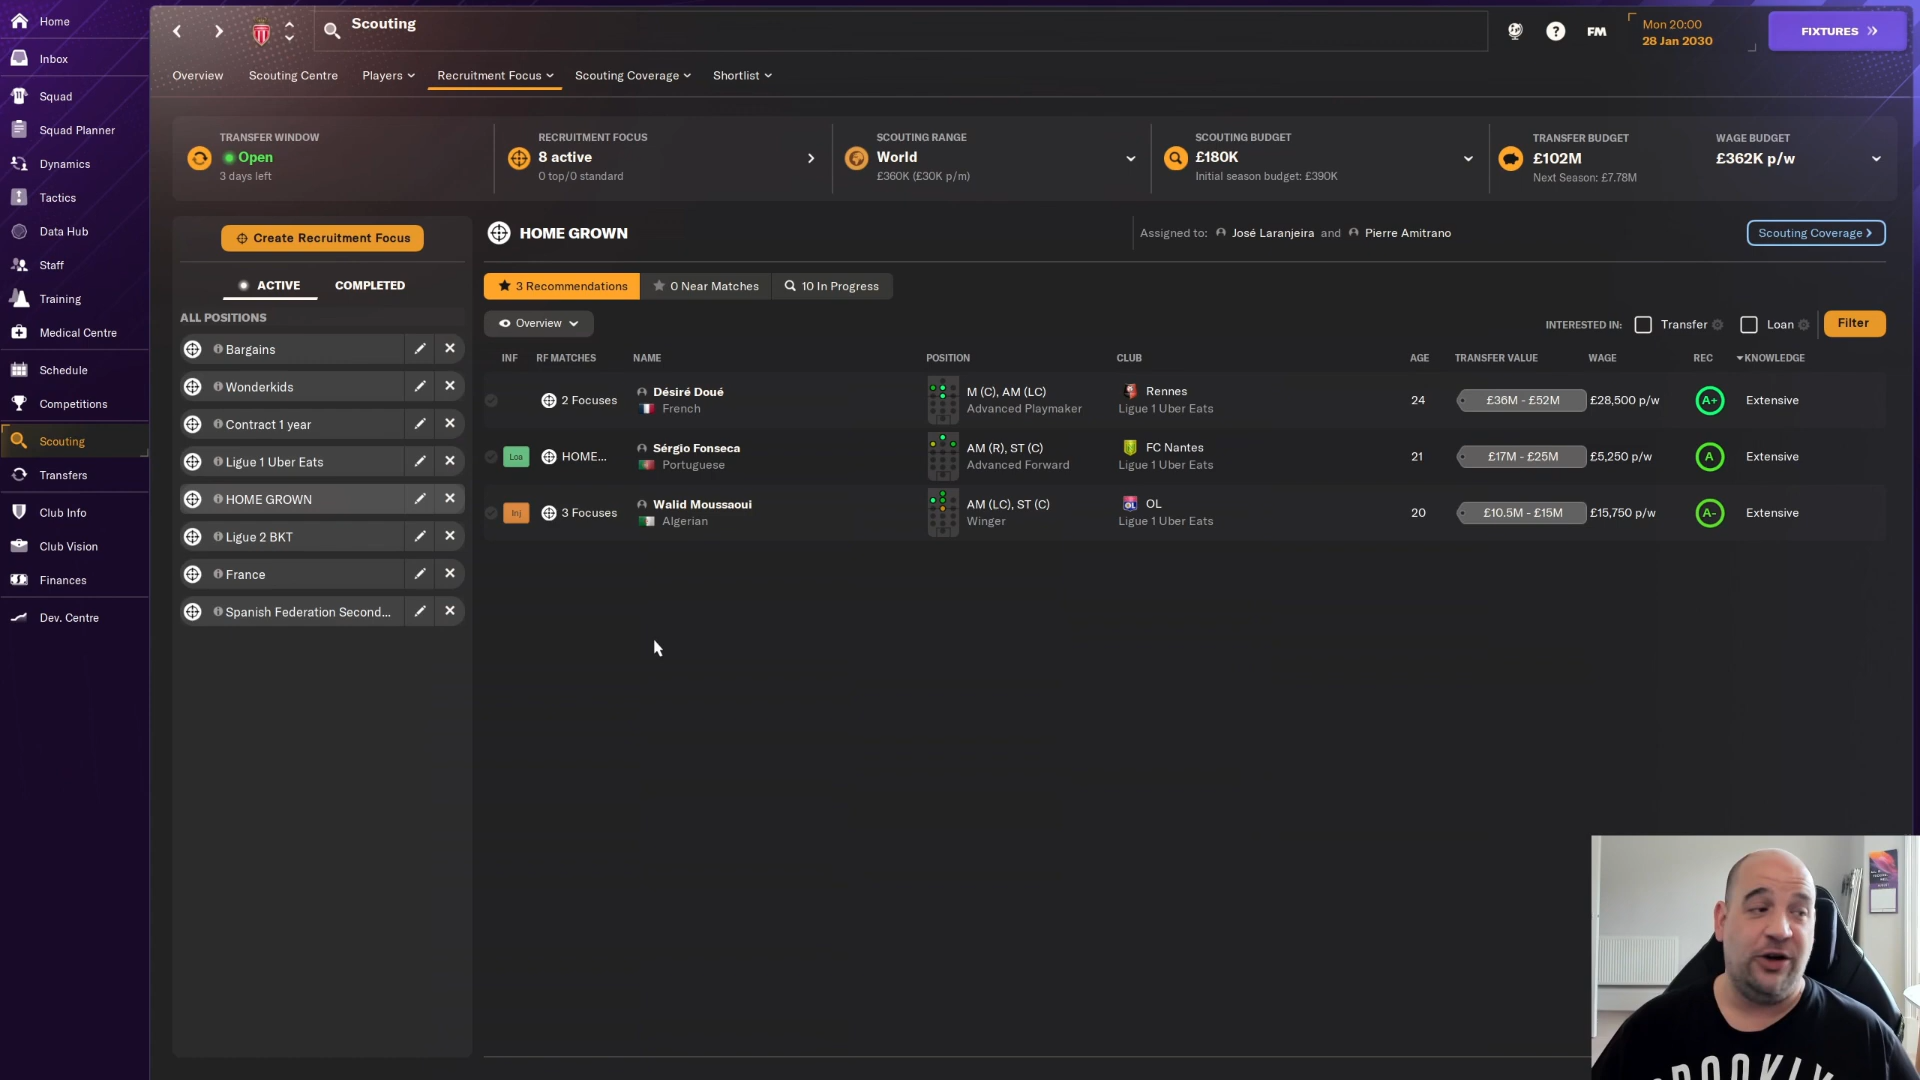 Home
Inbox
Squad
Squad Planner
Dynamics
Tactics
Data Hub
Staff
Training
Medical Centre
Schedule
Competitions
Scouting
Transfers
Club Info
Club Vision
Finances
Dev. Centre
Scouting
FM
Mon 20:00
28 Jan 2030
FIXTURES
Overview
Scouting Centre
Players
Recruitment Focus
Scouting Coverage
Shortlist
TRANSFER WINDOW
Open
3 days left
RECRUITMENT FOCUS
8 active
0 top/0 standard
SCOUTING RANGE
World
£360K (£30K p/m)
SCOUTING BUDGET
£180K
Initial season budget: £390K
TRANSFER BUDGET
£102M
Next Season: £7.78M
WAGE BUDGET
£362K p/w
Create Recruitment Focus
ACTIVE
COMPLETED
ALL POSITIONS
Bargains
Wonderkids
Contract 1 year
Ligue 1 Uber Eats
HOME GROWN
Ligue 2 BKT
France
Spanish Federation Second...
HOME GROWN
Assigned to: José Laranjeira and Pierre Amitrano
Scouting Coverage
3 Recommendations
0 Near Matches
10 In Progress
Overview
INTERESTED IN:
Transfer
Loan
Filter
INF RF MATCHES NAME POSITION CLUB AGE TRANSFER VALUE WAGE REC KNOWLEDGE
2 Focuses
Désiré Doué
French
M (C), AM (LC)
Advanced Playmaker
Rennes
Ligue 1 Uber Eats
24
£36M - £52M
£28,500 p/w
A+
Extensive
Loa
HOME...
Sérgio Fonseca
Portuguese
AM (R), ST (C)
Advanced Forward
FC Nantes
Ligue 1 Uber Eats
21
£17M - £25M
£5,250 p/w
A
Extensive
Inj
3 Focuses
Walid Moussaoui
Algerian
AM (LC), ST (C)
Winger
OL
Ligue 1 Uber Eats
20
£10.5M - £15M
£15,750 p/w
A-
Extensive
BROOKLY